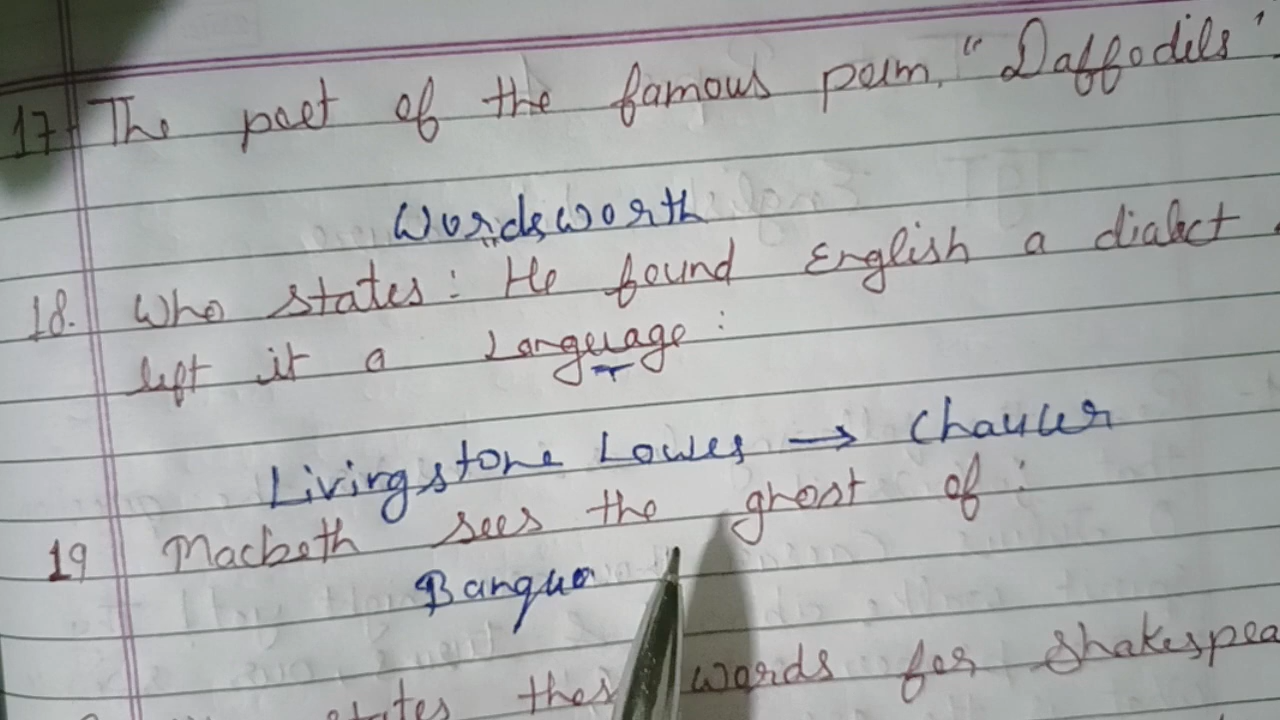 17 The poet of the famous poem, "Daffodils"
Wordsworth
18. Who states: He found English a dialect
left it a Language:
Livingstone Lowes → Chaucer
19 Macbeth sees the ghost of:
Banquo
words for Shakespea